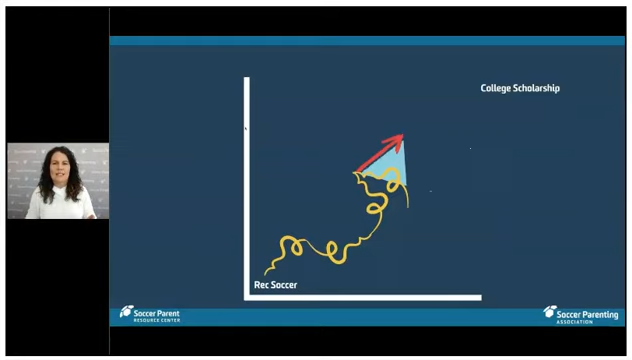 College Scholarship
Rec Soccer
Soccer Parent
RESOURCE CENTER
Soccer Parenting
ASSOCIATION